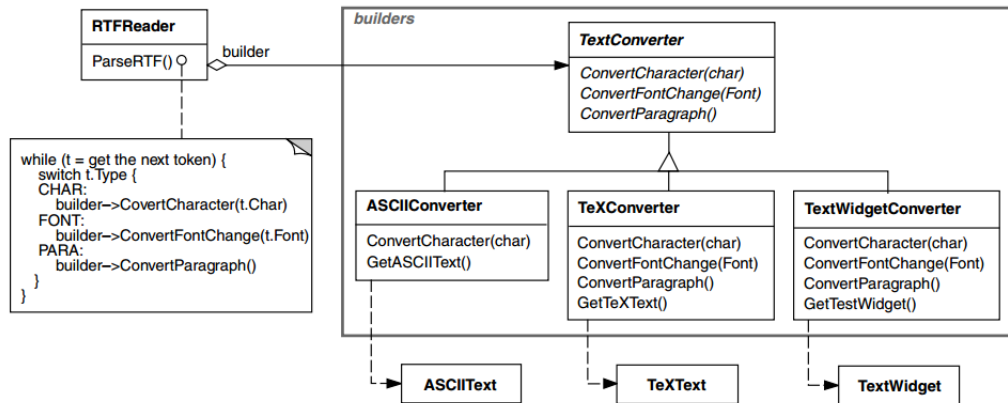 builders
RTFReader
ParseRTF()
builder
TextConverter
ConvertCharacter(char)
ConvertFontChange(Font)
ConvertParagraph()
while (t = get the next token) {
switch t.Type {
CHAR:
builder–>CovertCharacter(t.Char)
FONT:
builder–>ConvertFontChange(t.Font)
PARA:
builder–>ConvertParagraph()
}
}
ASCIIConverter
ConvertCharacter(char)
GetASCIIText()
TeXConverter
ConvertCharacter(char)
ConvertFontChange(Font)
ConvertParagraph()
GetTeXText()
TextWidgetConverter
ConvertCharacter(char)
ConvertFontChange(Font)
ConvertParagraph()
GetTestWidget()
ASCIIText
TeXText
TextWidget